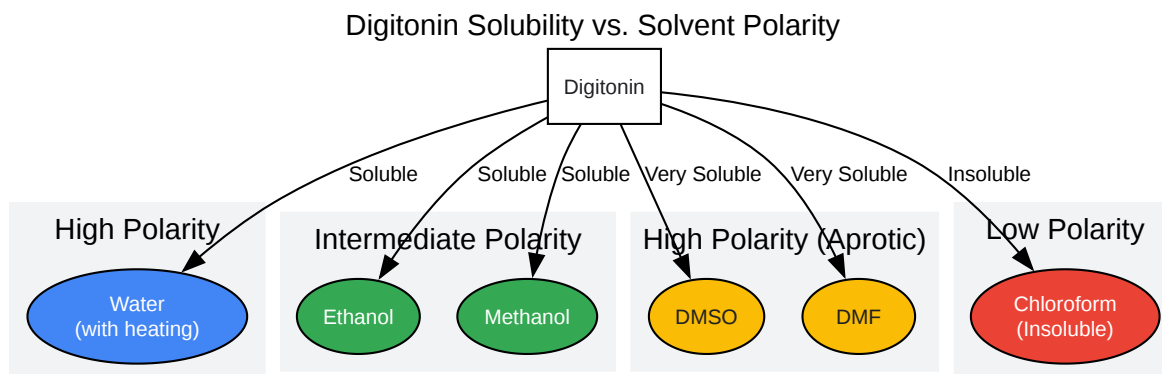 Digitonin Solubility vs. Solvent Polarity
Digitonin
Soluble
Soluble
Soluble
Very Soluble
Very Soluble
Insoluble
High Polarity
Intermediate Polarity
High Polarity (Aprotic)
Low Polarity
Water
(with heating)
Ethanol
Methanol
DMSO
DMF
Chloroform
(Insoluble)